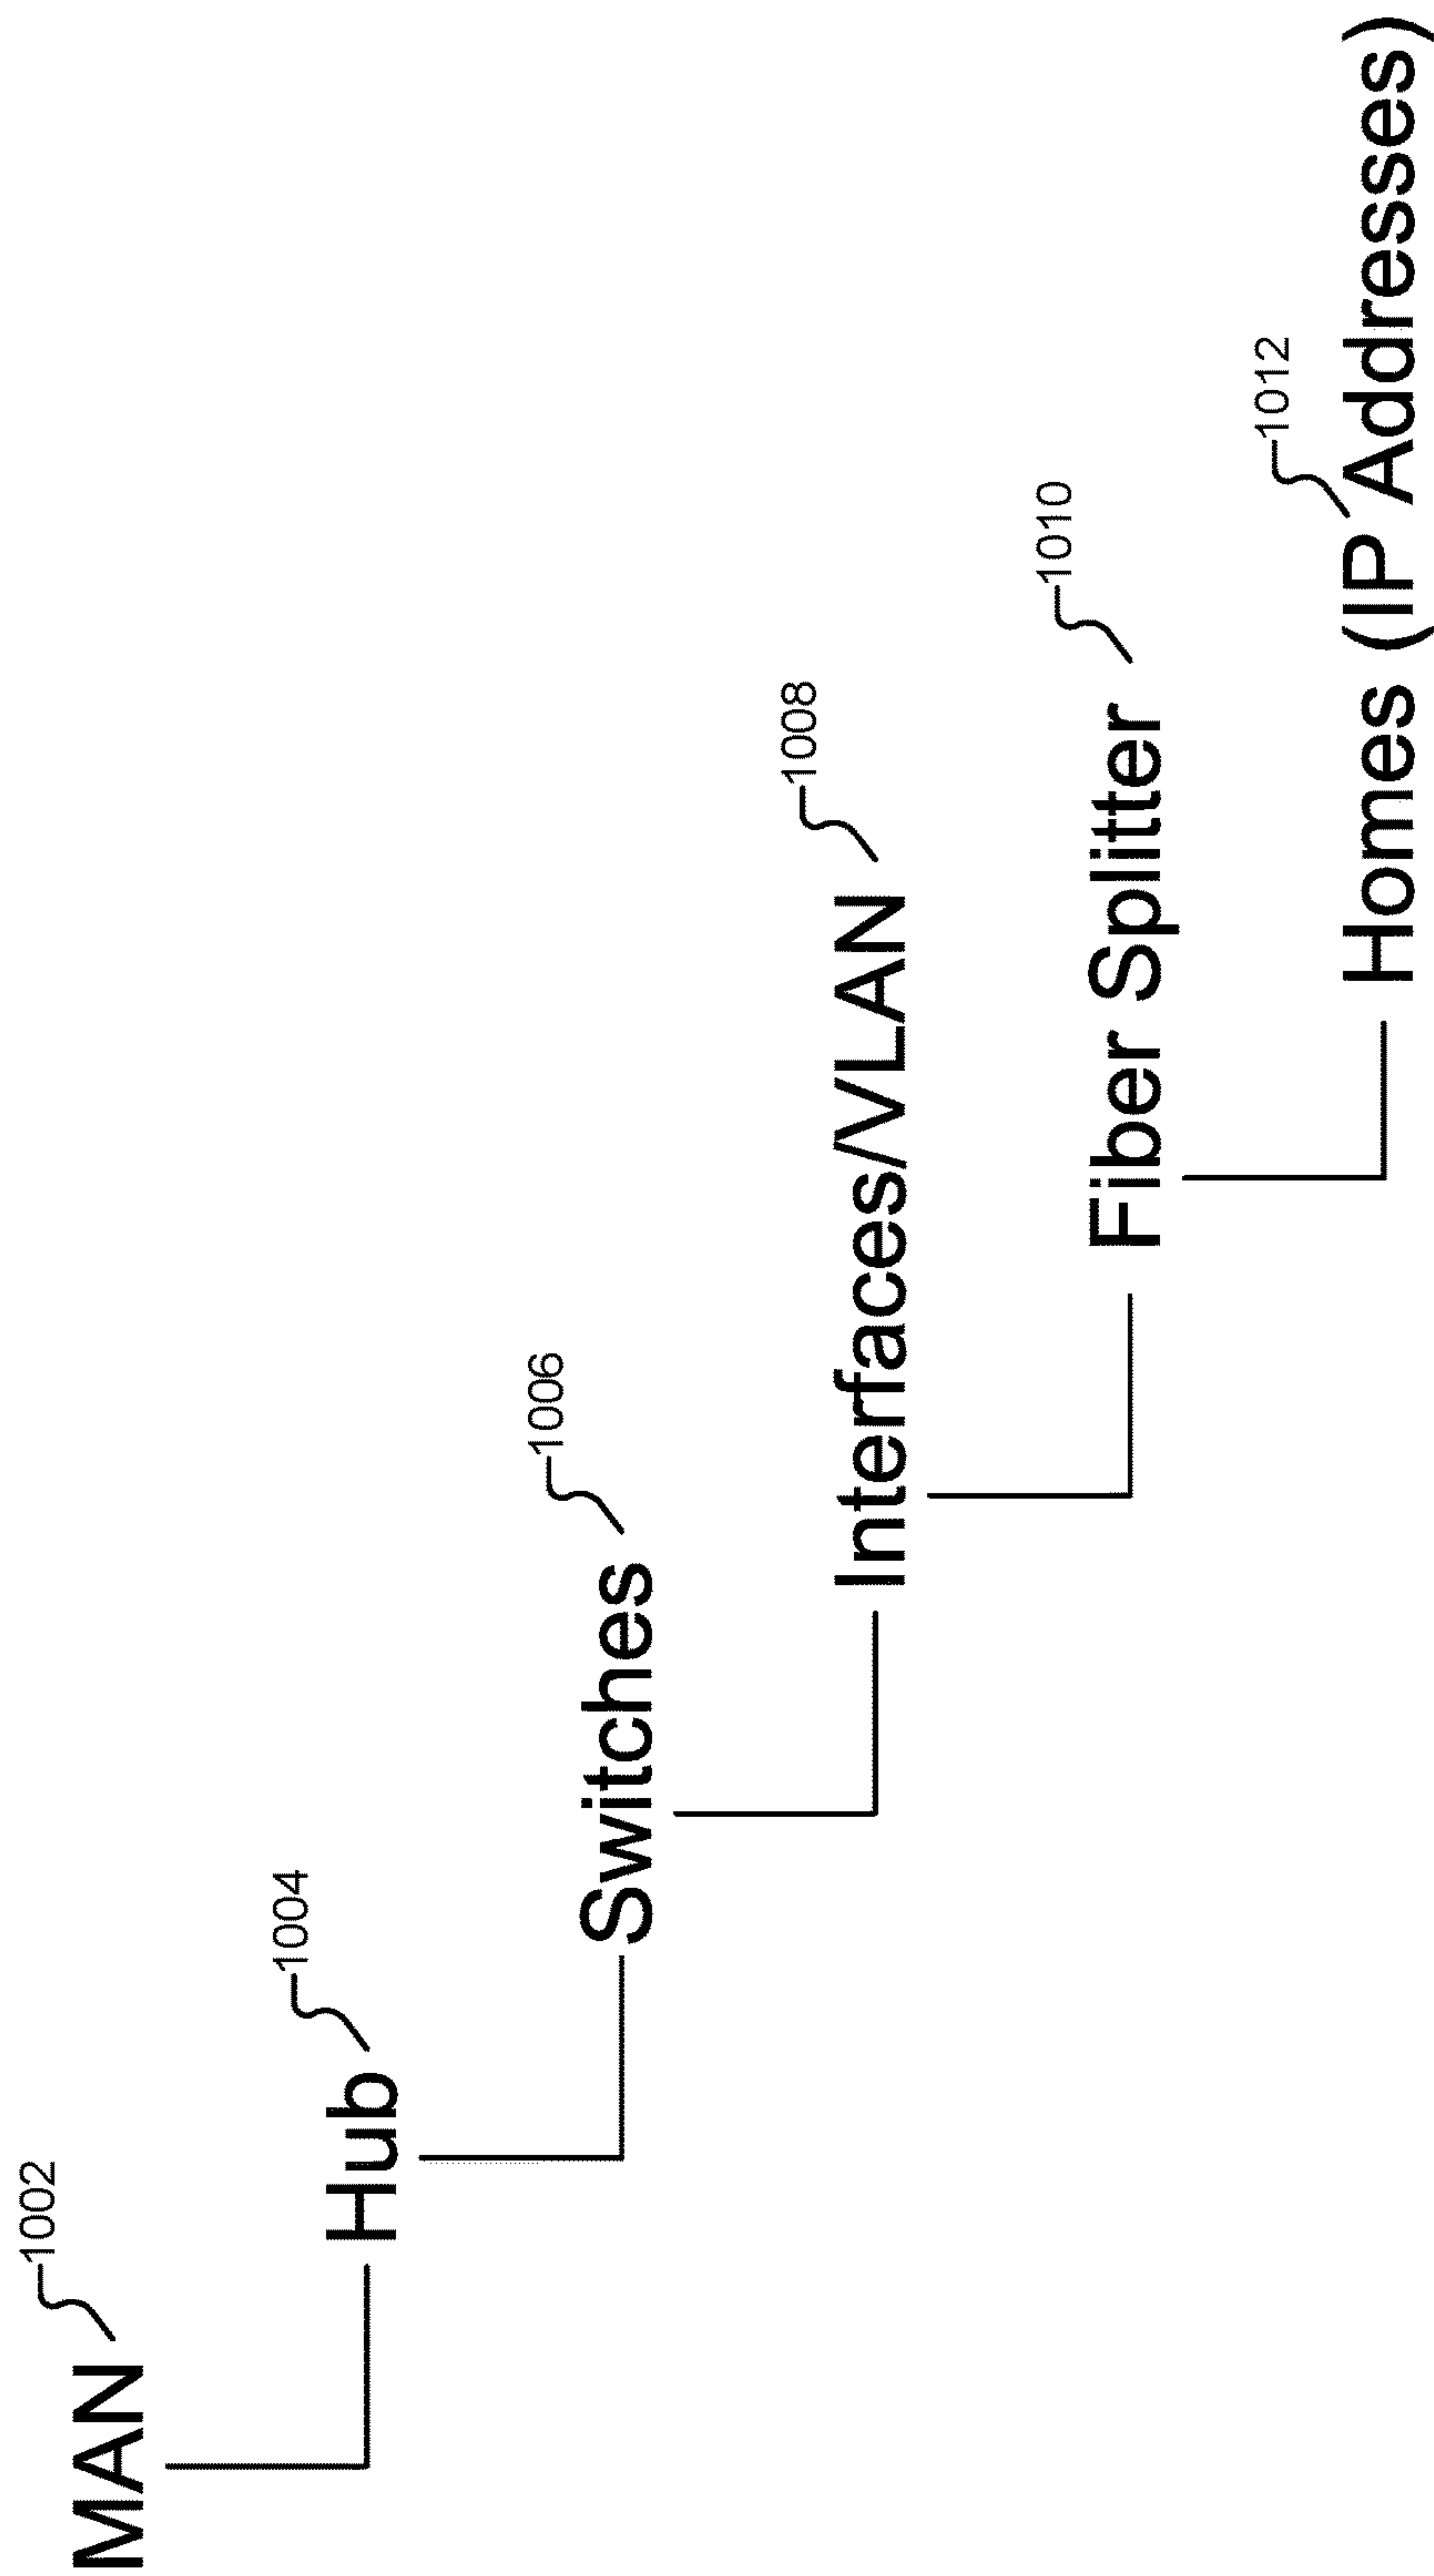 MAN
1002
Hub
1004
Switches
1006
Interfaces/VLAN
1008
Fiber Splitter
1010
Homes (IP Addresses)
1012